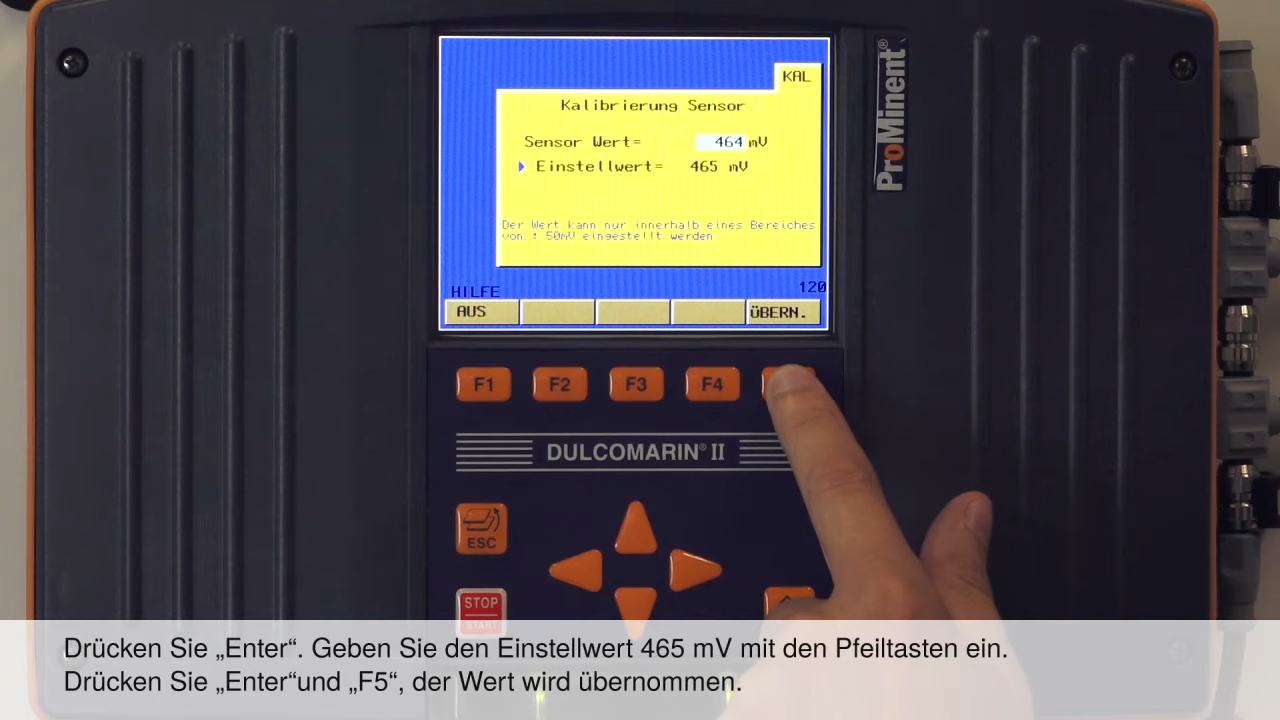 KAL
Kalibrierung Sensor
Sensor Wert= 464 mV
Einstellwert= 465 mV
Der Wert kann nur innerhalb eines Bereiches
von : 50mV eingestellt werden
HILFE 120
AUS ÜBERN.
ProMinent®
F1 F2 F3 F4
DULCOMARIN® II
ESC
STOP
START
Drücken Sie „Enter“. Geben Sie den Einstellwert 465 mV mit den Pfeiltasten ein.
Drücken Sie „Enter“und „F5“, der Wert wird übernommen.